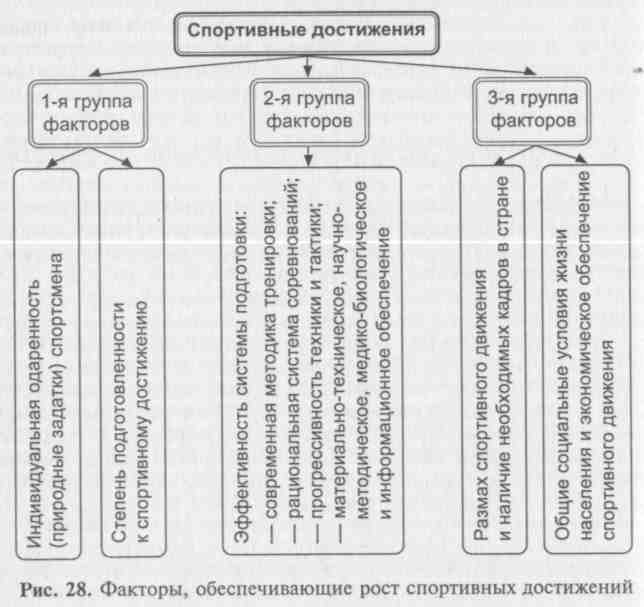 Спортивные достижения
1-я группа
факторов
2-я группа
факторов
3-я группа
факторов
Индивидуальная одаренность
(природные задатки) спортсмена
Степень подготовленности
к спортивному достижению
Эффективность системы подготовки:
— современная методика тренировки;
— рациональная система соревнований;
— прогрессивность техники и тактики;
— материально-техническое, научно-
методическое, медико-биологическое
и информационное обеспечение
Размах спортивного движения
и наличие необходимых кадров в стране
Общие социальные условия жизни
населения и экономическое обеспечение
спортивного движения
Рис. 28. Факторы, обеспечивающие рост спортивных достижений